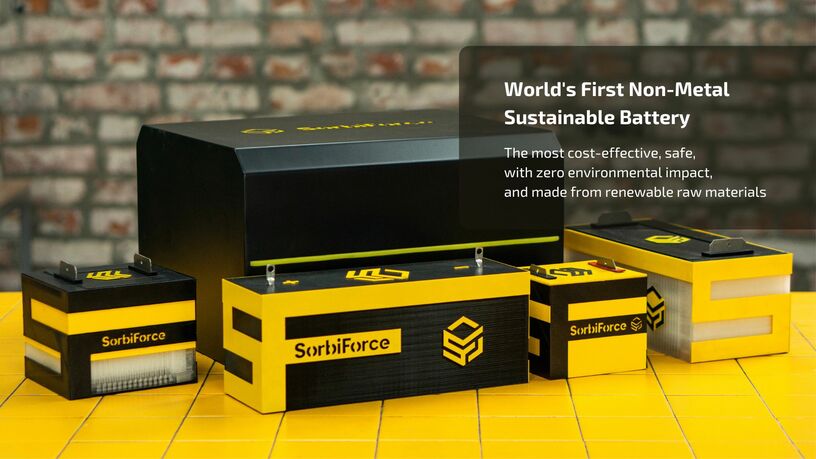 World's First Non-Metal
Sustainable Battery
The most cost-effective, safe,
with zero environmental impact,
and made from renewable raw materials
SorbiForce
SorbiForce
SorbiForce
SorbiForce